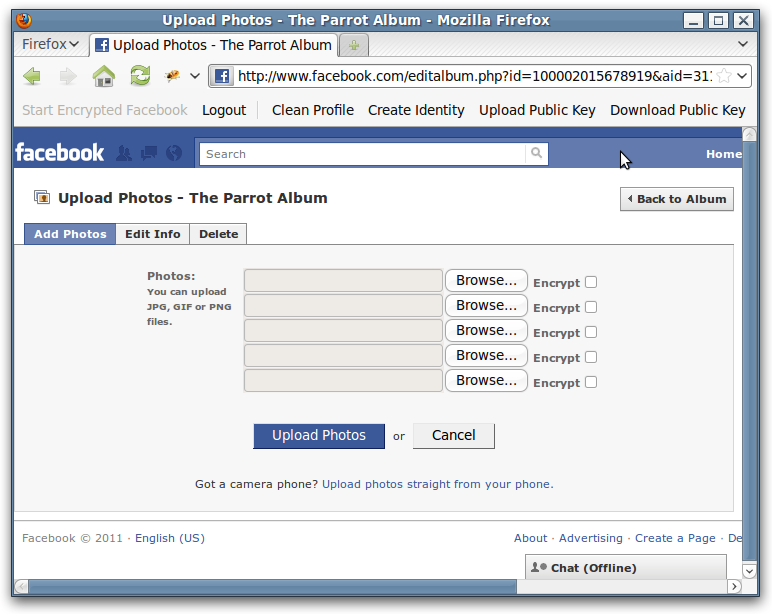 Upload Photos - The Parrot Album - Mozilla Firefox
Firefox
Upload Photos - The Parrot Album
http://www.facebook.com/editalbum.php?id=100002015678919&aid=31
Start Encrypted Facebook Logout Clean Profile Create Identity Upload Public Key Download Public Key
facebook Search Home
Upload Photos - The Parrot Album Back to Album
Add Photos Edit Info Delete
Photos:
You can upload
JPG, GIF or PNG
files.
Browse... Encrypt
Browse... Encrypt
Browse... Encrypt
Browse... Encrypt
Browse... Encrypt
Upload Photos or Cancel
Got a camera phone? Upload photos straight from your phone.
Facebook © 2011 · English (US) About · Advertising · Create a Page · De
Chat (Offline)